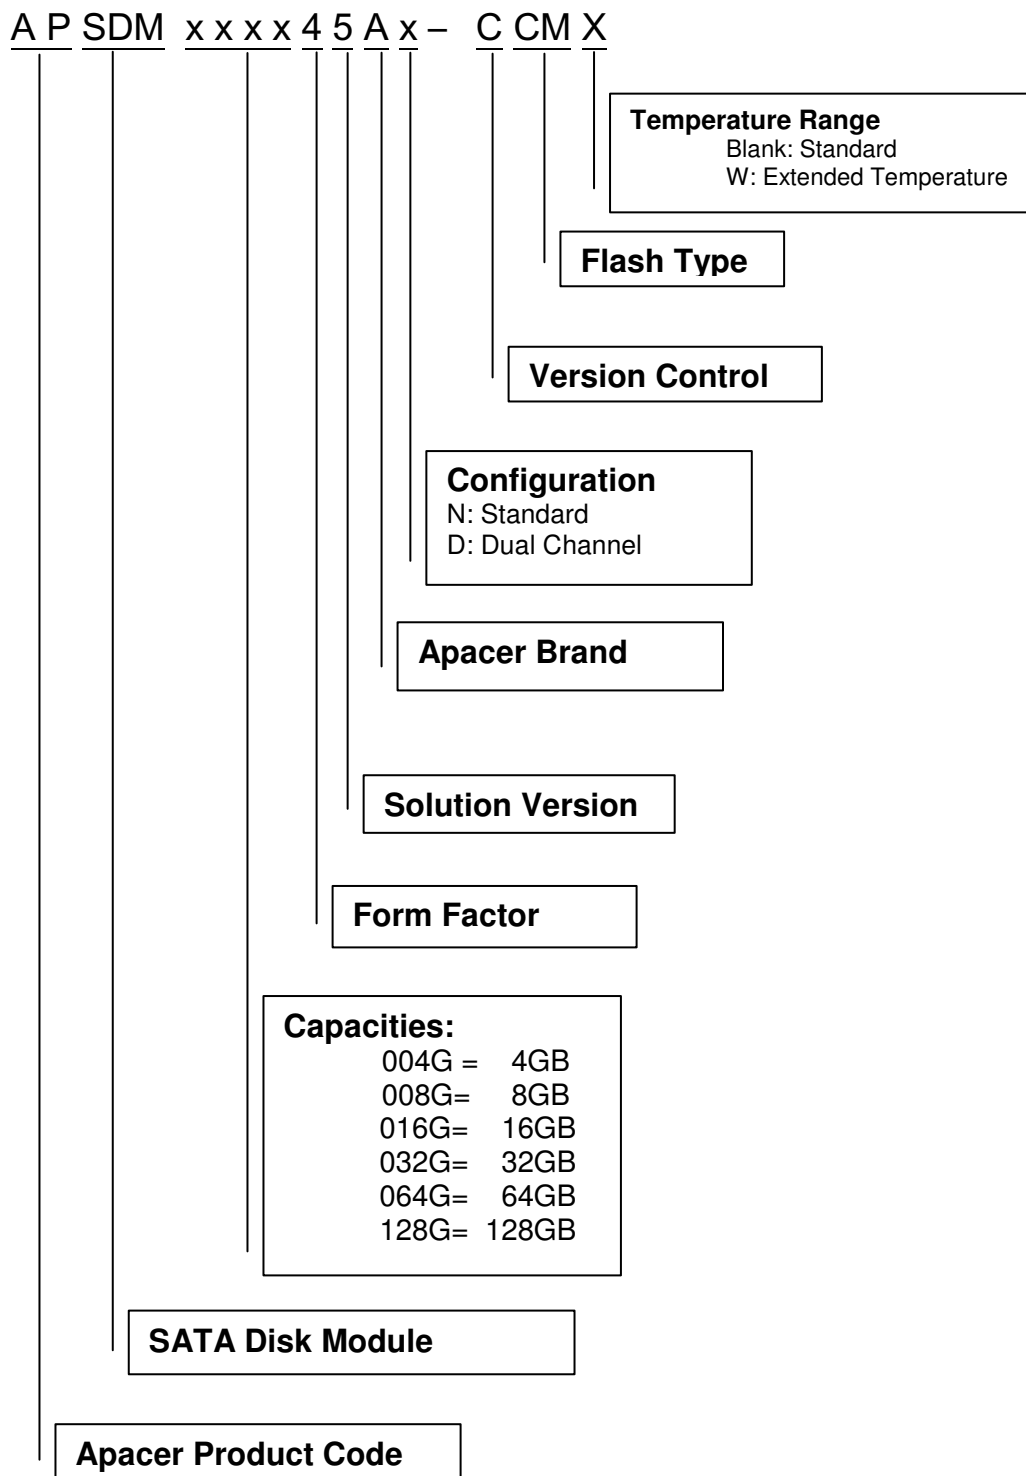 A P SDM x x x x 4 5 A x – C CM X
Temperature Range
Blank: Standard
W: Extended Temperature
Flash Type
Version Control
Configuration
N: Standard
D: Dual Channel
Apacer Brand
Solution Version
Form Factor
Capacities:
004G = 4GB
008G= 8GB
016G= 16GB
032G= 32GB
064G= 64GB
128G= 128GB
SATA Disk Module
Apacer Product Code